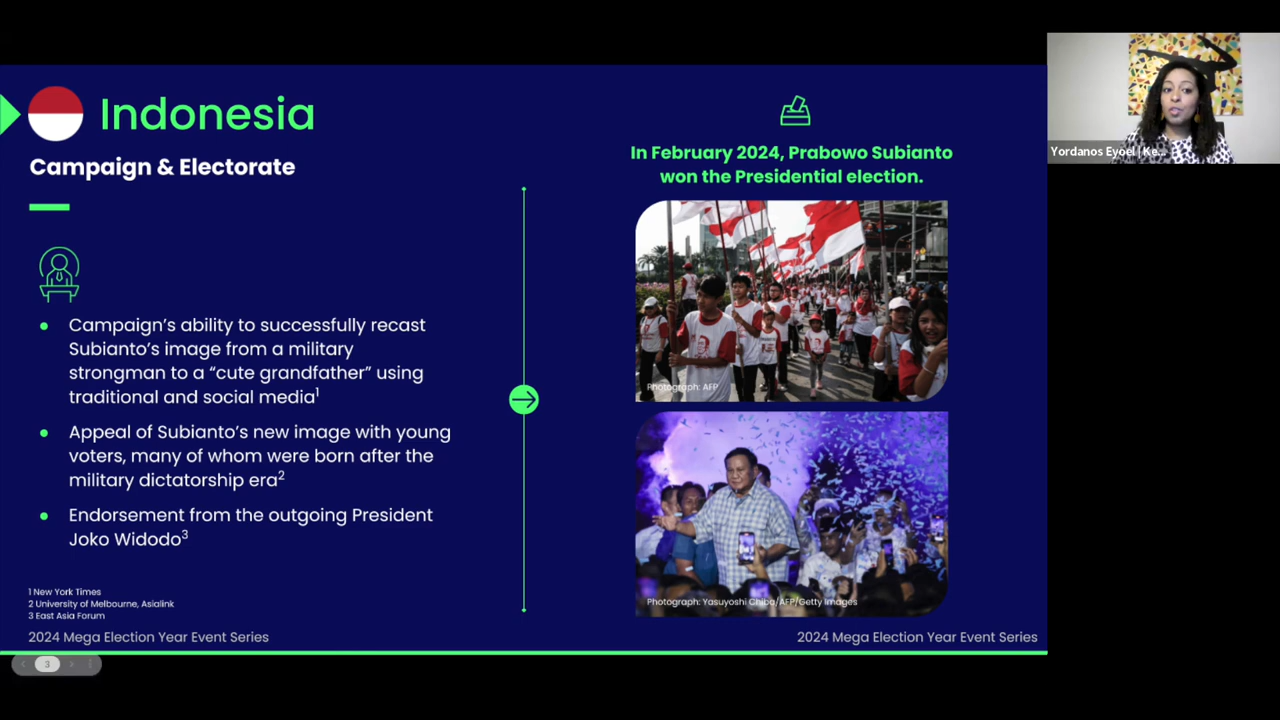 Indonesia
Campaign & Electorate
Campaign's ability to successfully recast
Subianto's image from a military
strongman to a “cute grandfather” using
traditional and social media1
Appeal of Subianto's new image with young
voters, many of whom were born after the
military dictatorship era2
Endorsement from the outgoing President
Joko Widodo3
1 New York Times
2 University of Melbourne, Asialink
3 East Asia Forum
2024 Mega Election Year Event Series
In February 2024, Prabowo Subianto
won the Presidential election.
Photograph: AFP
Photograph: Yasuyoshi Chiba/AFP/Getty Images
2024 Mega Election Year Event Series
3
Yordanos Eyoel | Ke...